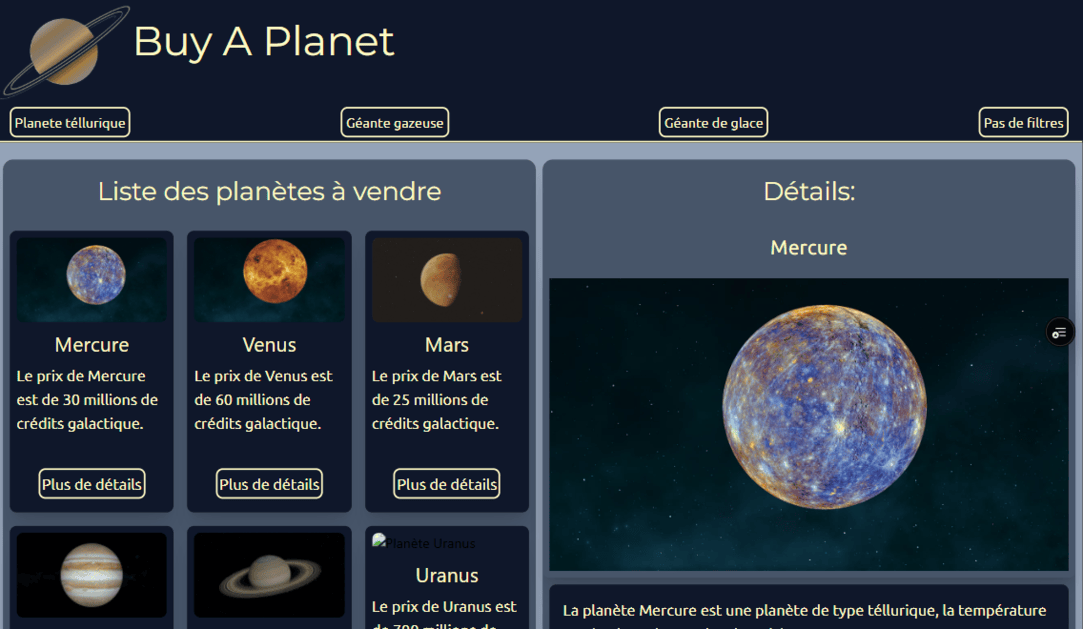 Buy A Planet
Planete téllurique
Géante gazeuse
Géante de glace
Pas de filtres
Liste des planètes à vendre
Mercure
Le prix de Mercure
est de 30 millions de
crédits galactique.
Plus de détails
Venus
Le prix de Venus est
de 60 millions de
crédits galactique.
Plus de détails
Mars
Le prix de Mars est
de 25 millions de
crédits galactique.
Plus de détails
Planète Uranus
Uranus
Le prix de Uranus est
Détails:
Mercure
La planète Mercure est une planète de type téllurique, la température